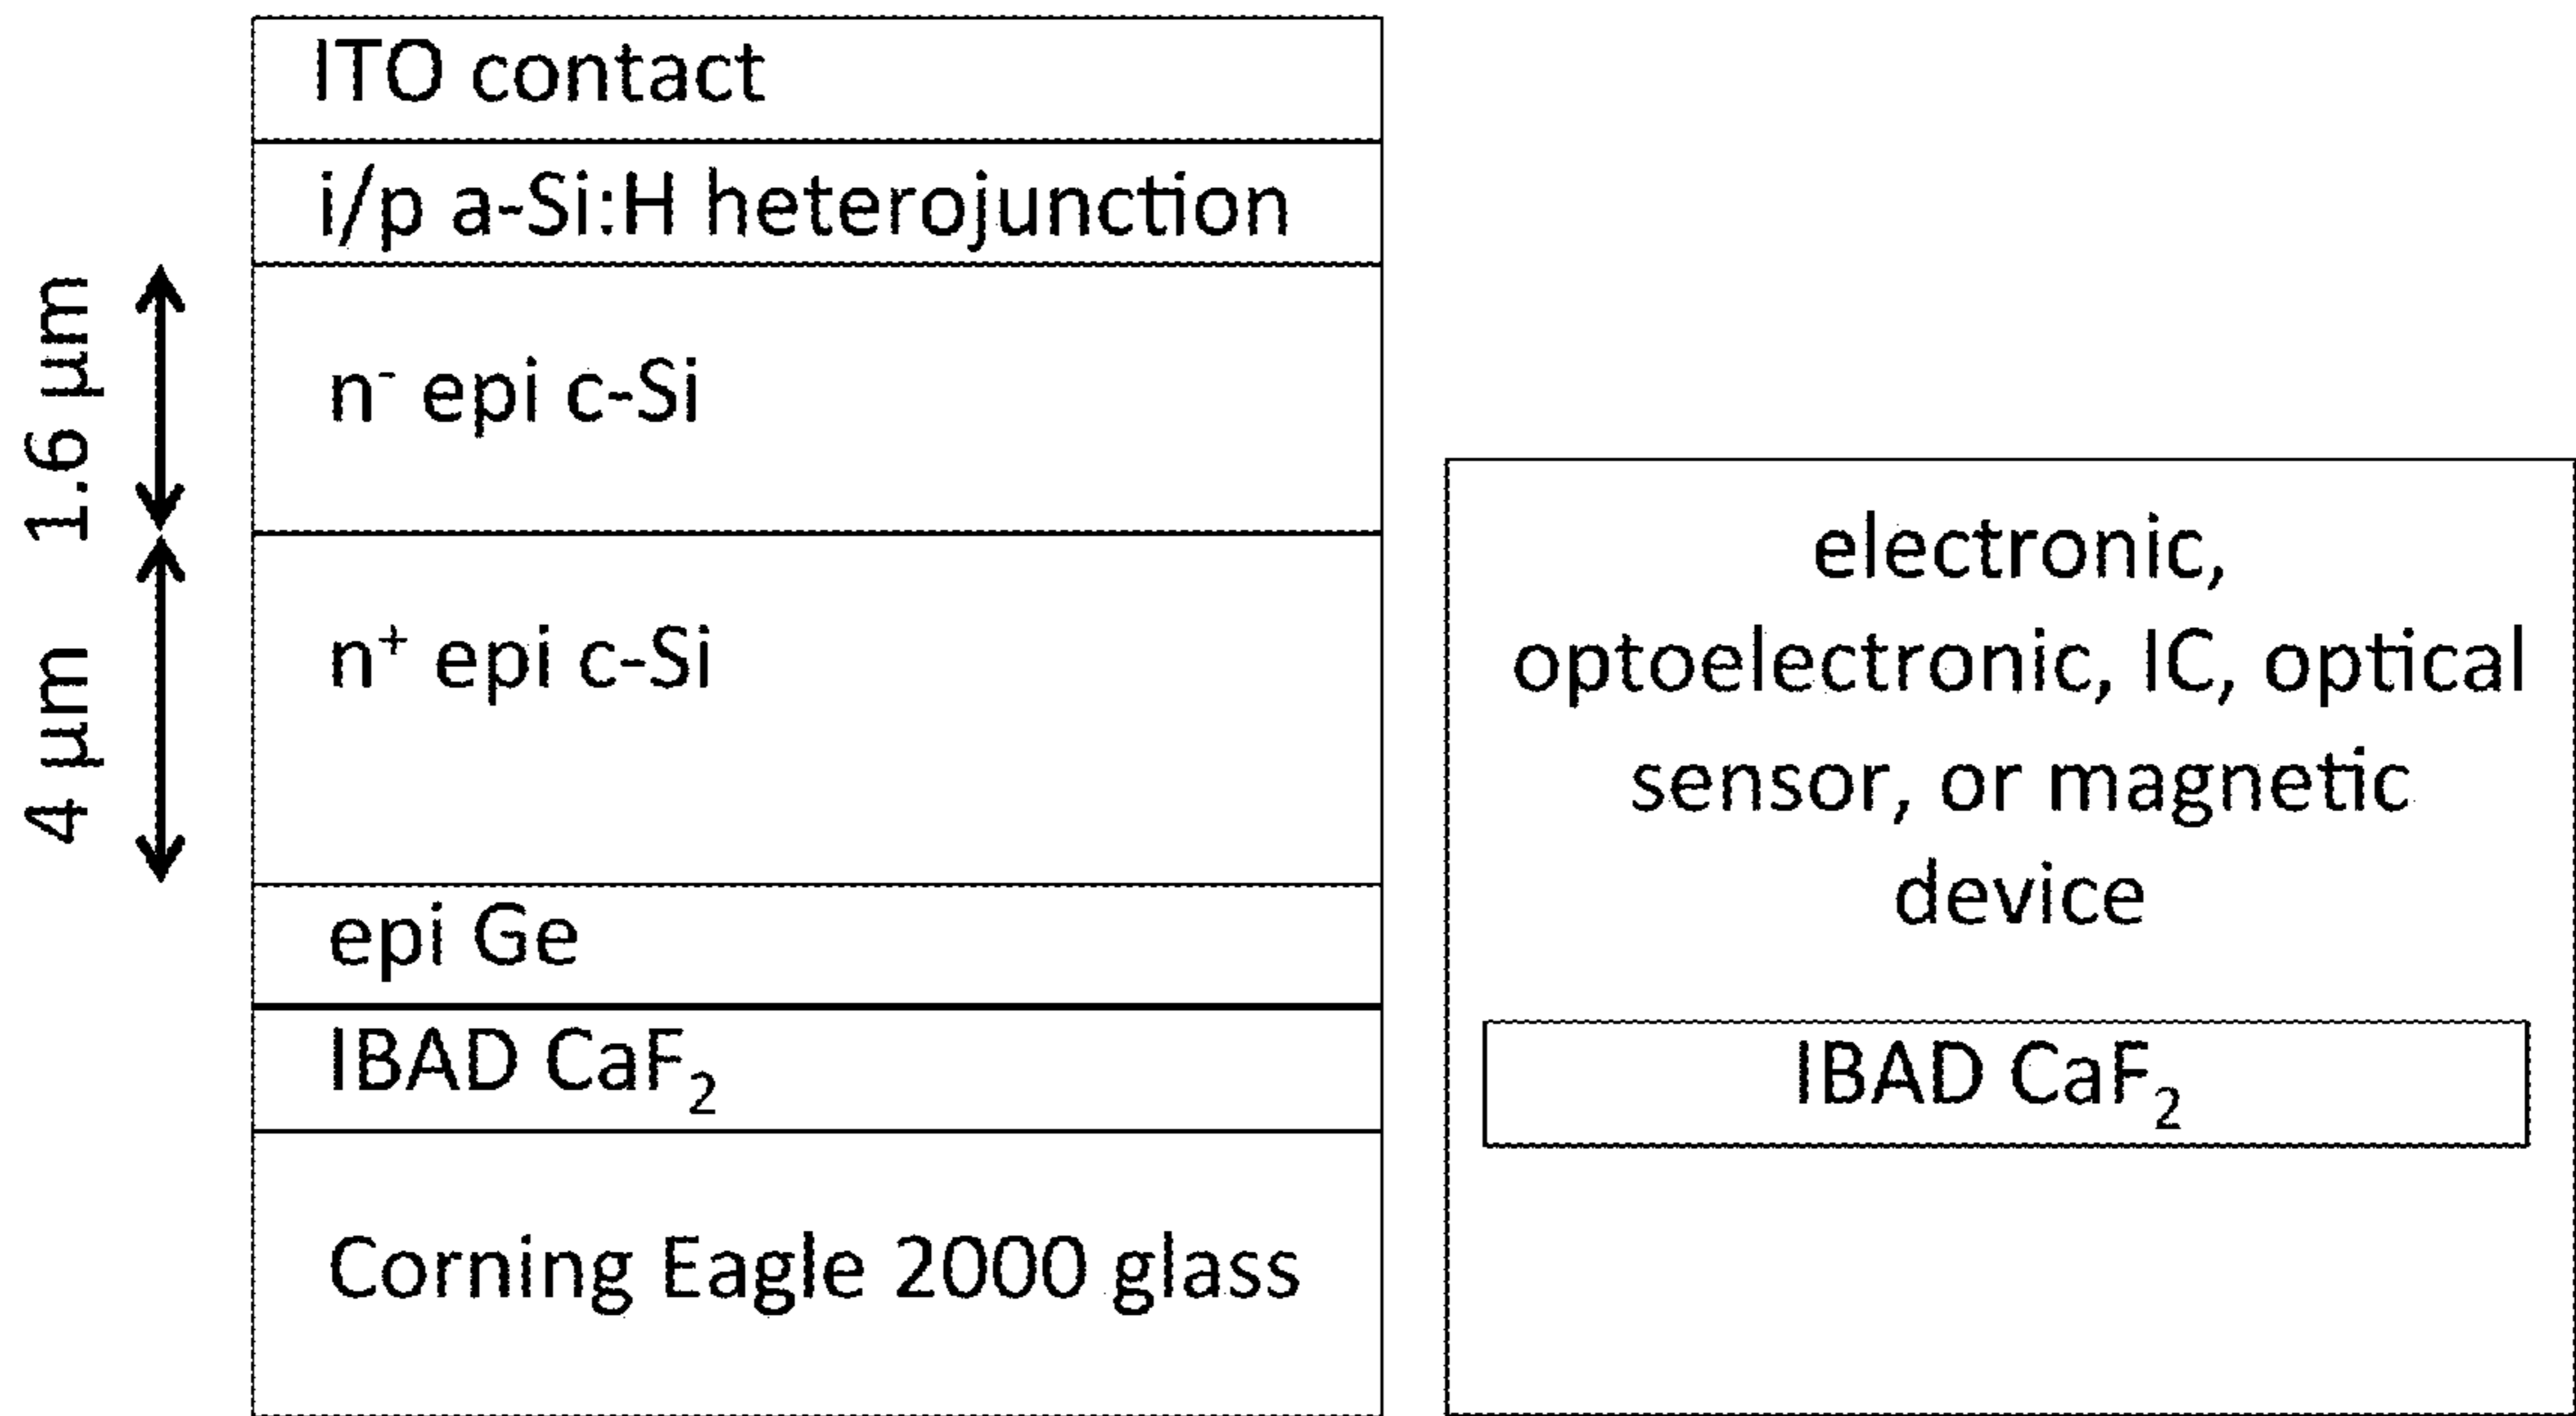 ITO contact
i/p a-Si:H heterojunction
1.6 µm
n⁻ epi c-Si
4 µm
n⁺ epi c-Si
epi Ge
IBAD CaF₂
Corning Eagle 2000 glass
electronic,
optoelectronic, IC, optical
sensor, or magnetic
device
IBAD CaF₂